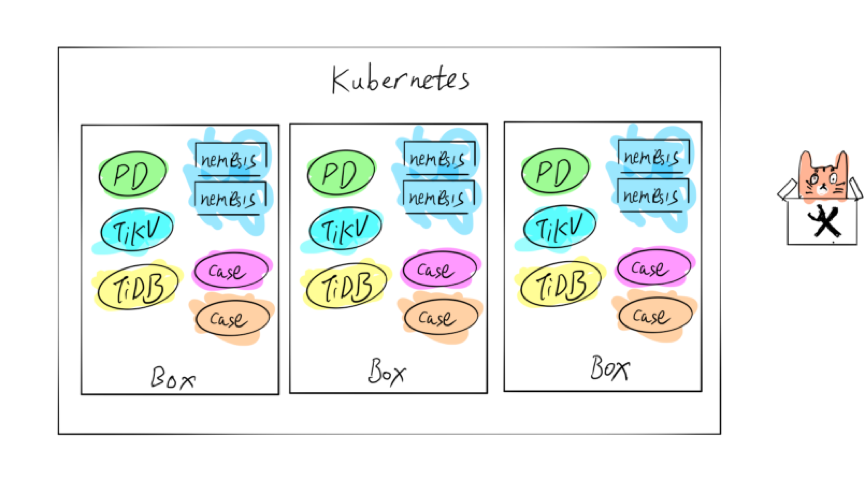 Kubernetes
PD
nemesis
nemesis
TiKV
case
TiDB
case
Box
PD
nemesis
nemesis
TiKV
case
TiDB
case
Box
PD
nemesis
nemesis
TiKV
case
TiDB
case
Box